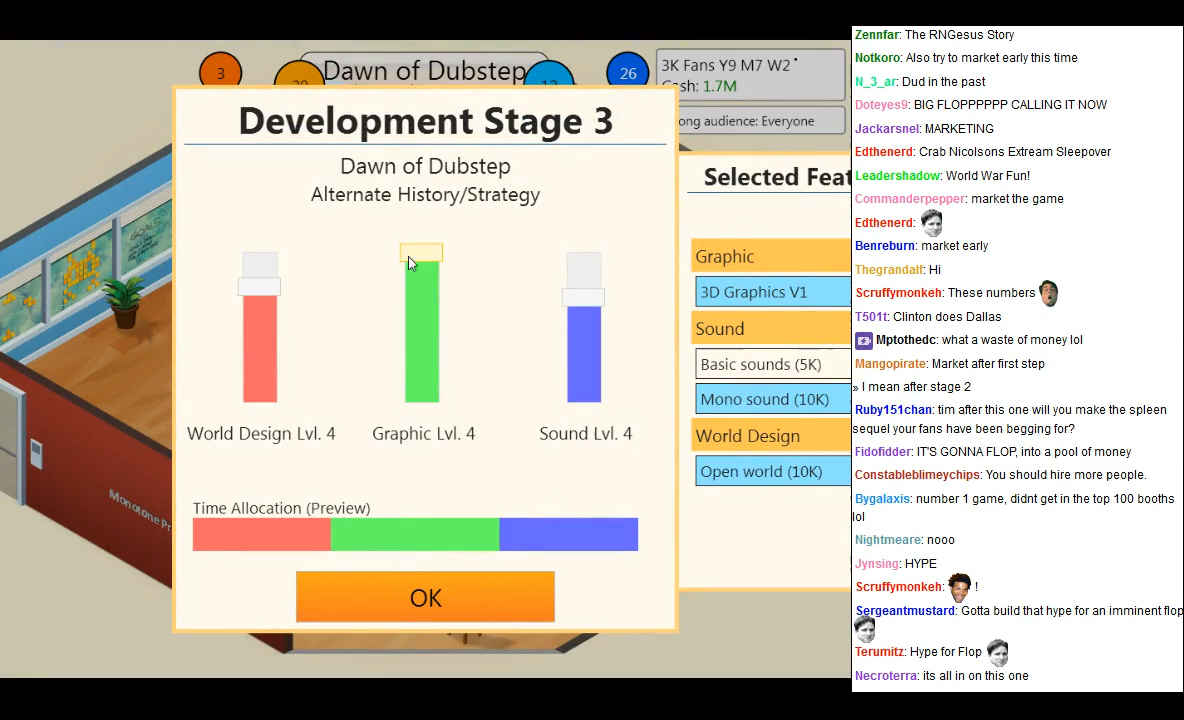 3
Dawn of Dubstep
26
3K Fans Y9 M7 W2
Cash: 1.7M
ong audience: Everyone
Development Stage 3
Dawn of Dubstep
Alternate History/Strategy
World Design Lvl. 4
Graphic Lvl. 4
Sound Lvl. 4
Time Allocation (Preview)
OK
Selected Feat
Graphic
3D Graphics V1
Sound
Basic sounds (5K)
Mono sound (10K)
World Design
Open world (10K)
GOALS
Monotone Pr
Zennfar: The RNGesus Story
Notkoro: Also try to market early this time
N_3_ar: Dud in the past
Doteyes9: BIG FLOPPPPPP CALLING IT NOW
Jackarsnel: MARKETING
Edthenerd: Crab Nicolsons Extream Sleepover
Leadershadow: World War Fun!
Commanderpepper: market the game
Edthenerd:
Benreburn: market early
Thegrandalf: Hi
Scruffymonkeh: These numbers
T501t: Clinton does Dallas
Mptothedc: what a waste of money lol
Mangopirate: Market after first step
» I mean after stage 2
Ruby151chan: tim after this one will you make the spleen
sequel your fans have been begging for?
Fidofidder: IT'S GONNA FLOP, into a pool of money
Constableblimeychips: You should hire more people.
Bygalaxis: number 1 game, didnt get in the top 100 booths
lol
Nightmeare: nooo
Jynsing: HYPE
Scruffymonkeh: !
Sergeantmustard: Gotta build that hype for an imminent flop
Terumitz: Hype for Flop
Necroterra: its all in on this one